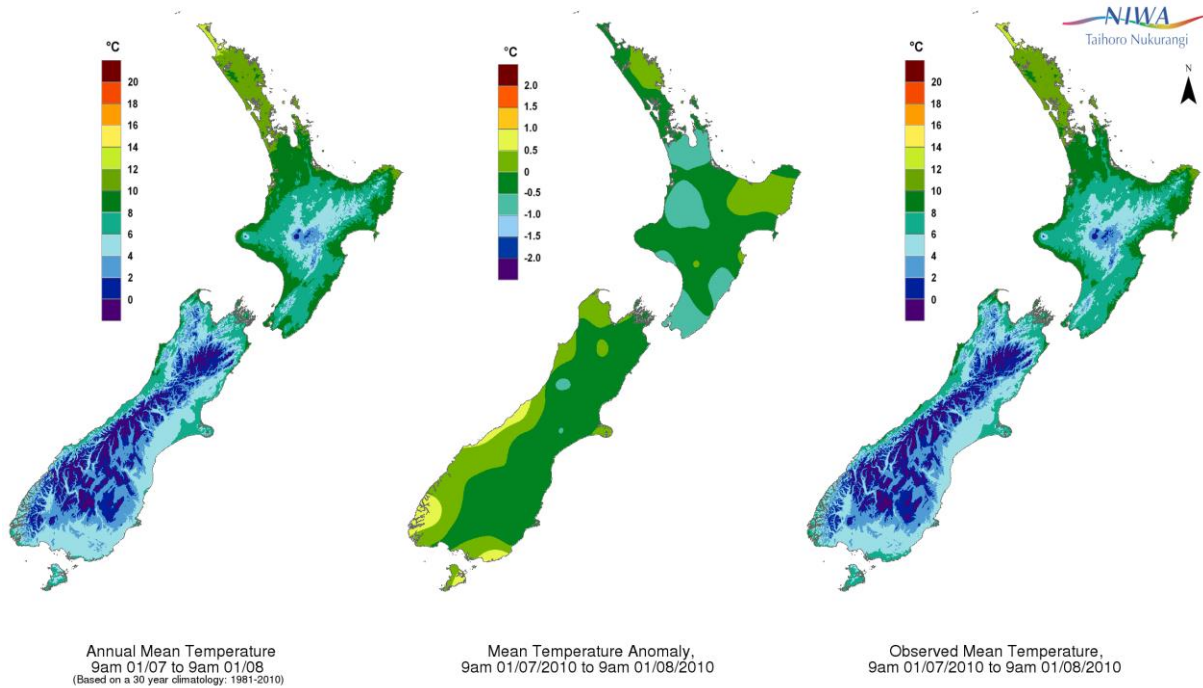 NIWA
Taihoro Nukurangi
N
°C
20
18
16
14
12
10
8
6
4
2
0
°C
2.0
1.5
1.0
0.5
0
-0.5
-1.0
-1.5
-2.0
°C
20
18
16
14
12
10
8
6
4
2
0
Annual Mean Temperature
9am 01/07 to 9am 01/08
(Based on a 30 year climatology: 1981-2010)
Mean Temperature Anomaly,
9am 01/07/2010 to 9am 01/08/2010
Observed Mean Temperature,
9am 01/07/2010 to 9am 01/08/2010